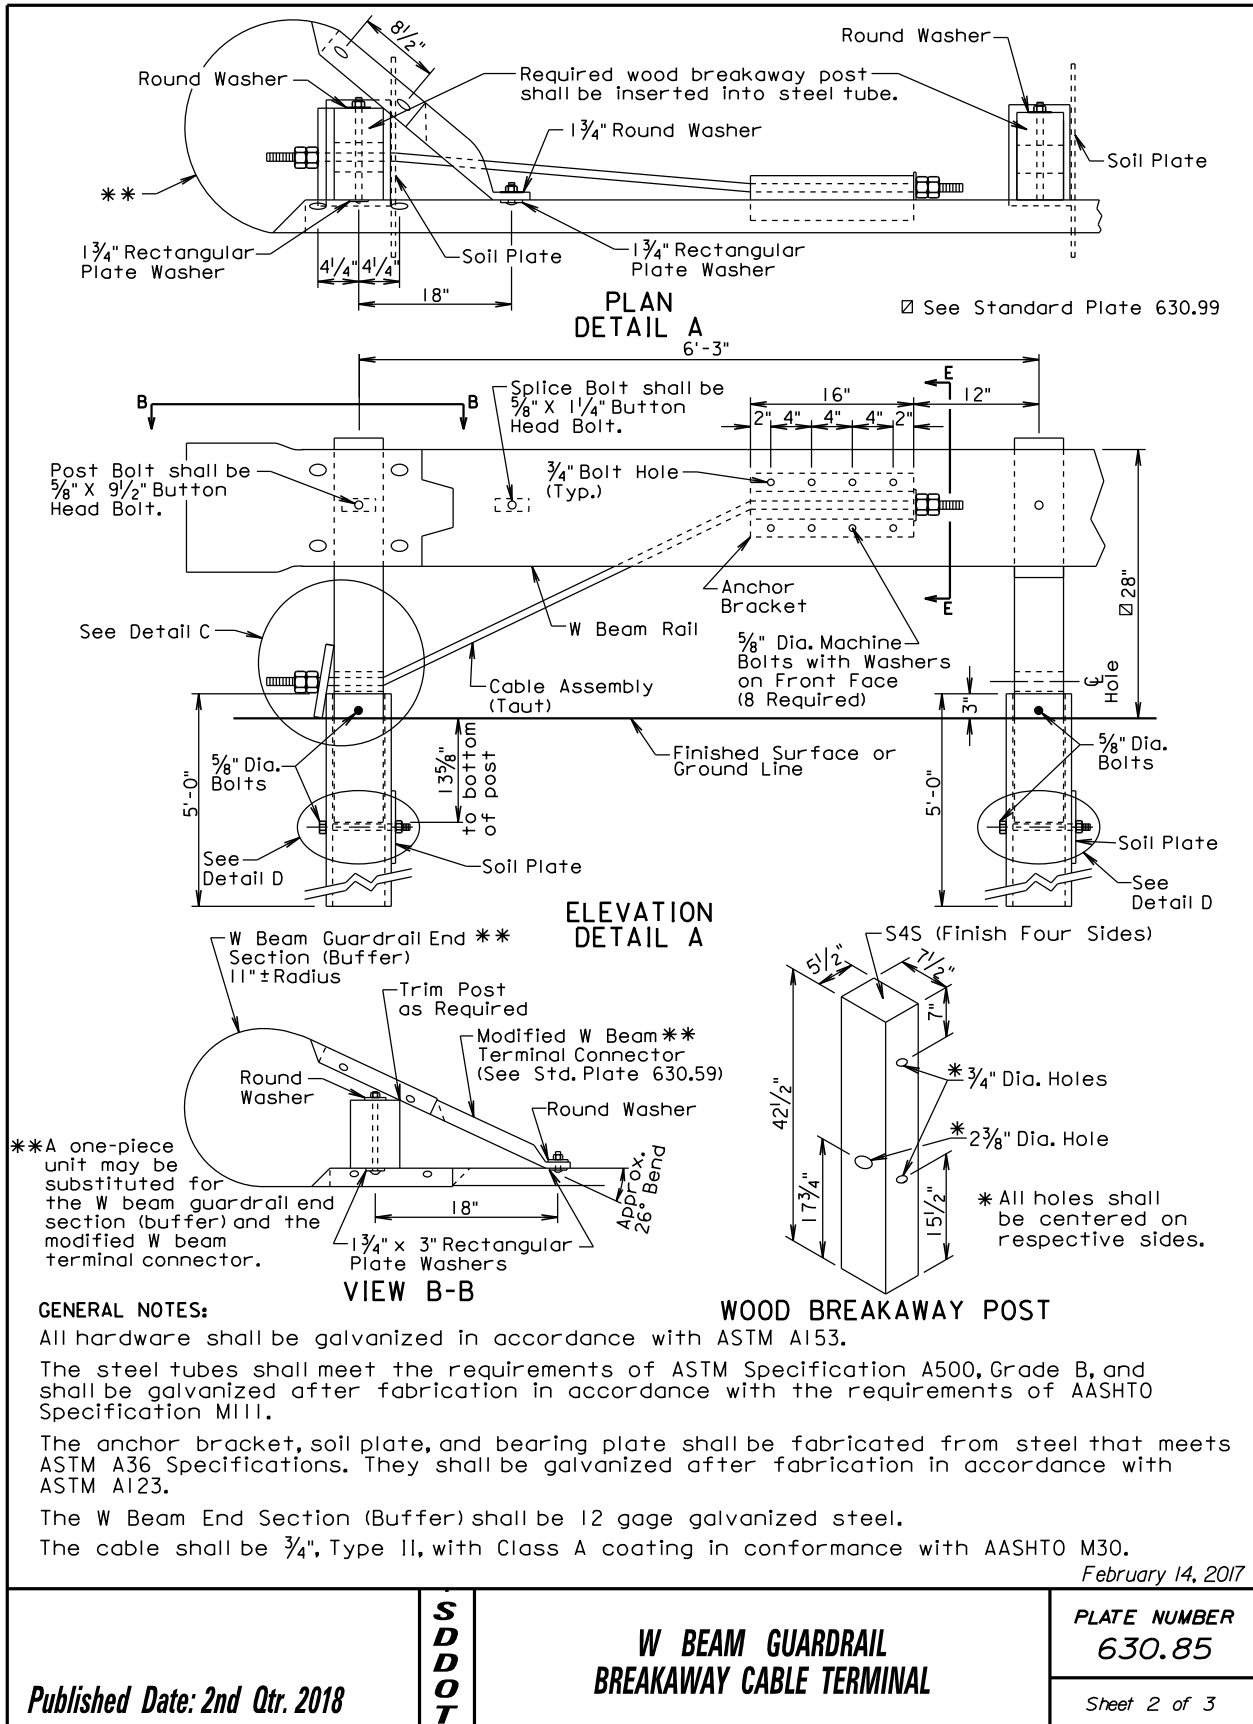 8½"
Round Washer
Round Washer
Required wood breakaway post
shall be inserted into steel tube.
1¾" Round Washer
Soil Plate
**
1¾" Rectangular
Plate Washer
4¼" 4¼"
Soil Plate
1¾" Rectangular
Plate Washer
18"
PLAN
DETAIL A
⍁ See Standard Plate 630.99
6'-3"
B
B
Splice Bolt shall be
⅝" X 1¼" Button
Head Bolt.
E
16"
12"
2" 4" 4" 4" 2"
Post Bolt shall be
⅝" X 9½" Button
Head Bolt.
¾" Bolt Hole
(Typ.)
⍁ 28"
Anchor
Bracket
E
See Detail C
W Beam Rail
⅝" Dia. Machine
Bolts with Washers
on Front Face
(8 Required)
℄
Hole
Cable Assembly
(Taut)
3"
Finished Surface or
Ground Line
⅝" Dia.
Bolts
13⅝"
to bottom
of post
⅝" Dia.
Bolts
5'-0"
5'-0"
See
Detail D
Soil Plate
Soil Plate
See
Detail D
ELEVATION
DETAIL A
W Beam Guardrail End **
Section (Buffer)
11"± Radius
Trim Post
as Required
Modified W Beam **
Terminal Connector
(See Std. Plate 630.59)
Round
Washer
Round Washer
**A one-piece
unit may be
substituted for
the W beam guardrail end
section (buffer) and the
modified W beam
terminal connector.
18"
Approx.
26° Bend
1¾" x 3" Rectangular
Plate Washers
VIEW B-B
S4S (Finish Four Sides)
5½"
7½"
7"
42½"
* ¾" Dia. Holes
* 2⅜" Dia. Hole
17¾"
15½"
* All holes shall
be centered on
respective sides.
WOOD BREAKAWAY POST
GENERAL NOTES:
All hardware shall be galvanized in accordance with ASTM A153.
The steel tubes shall meet the requirements of ASTM Specification A500, Grade B, and
shall be galvanized after fabrication in accordance with the requirements of AASHTO
Specification M111.
The anchor bracket, soil plate, and bearing plate shall be fabricated from steel that meets
ASTM A36 Specifications. They shall be galvanized after fabrication in accordance with
ASTM A123.
The W Beam End Section (Buffer) shall be 12 gage galvanized steel.
The cable shall be ¾", Type II, with Class A coating in conformance with AASHTO M30.
February 14, 2017
Published Date: 2nd Qtr. 2018
SDDOT
W BEAM GUARDRAIL
BREAKAWAY CABLE TERMINAL
PLATE NUMBER
630.85
Sheet 2 of 3